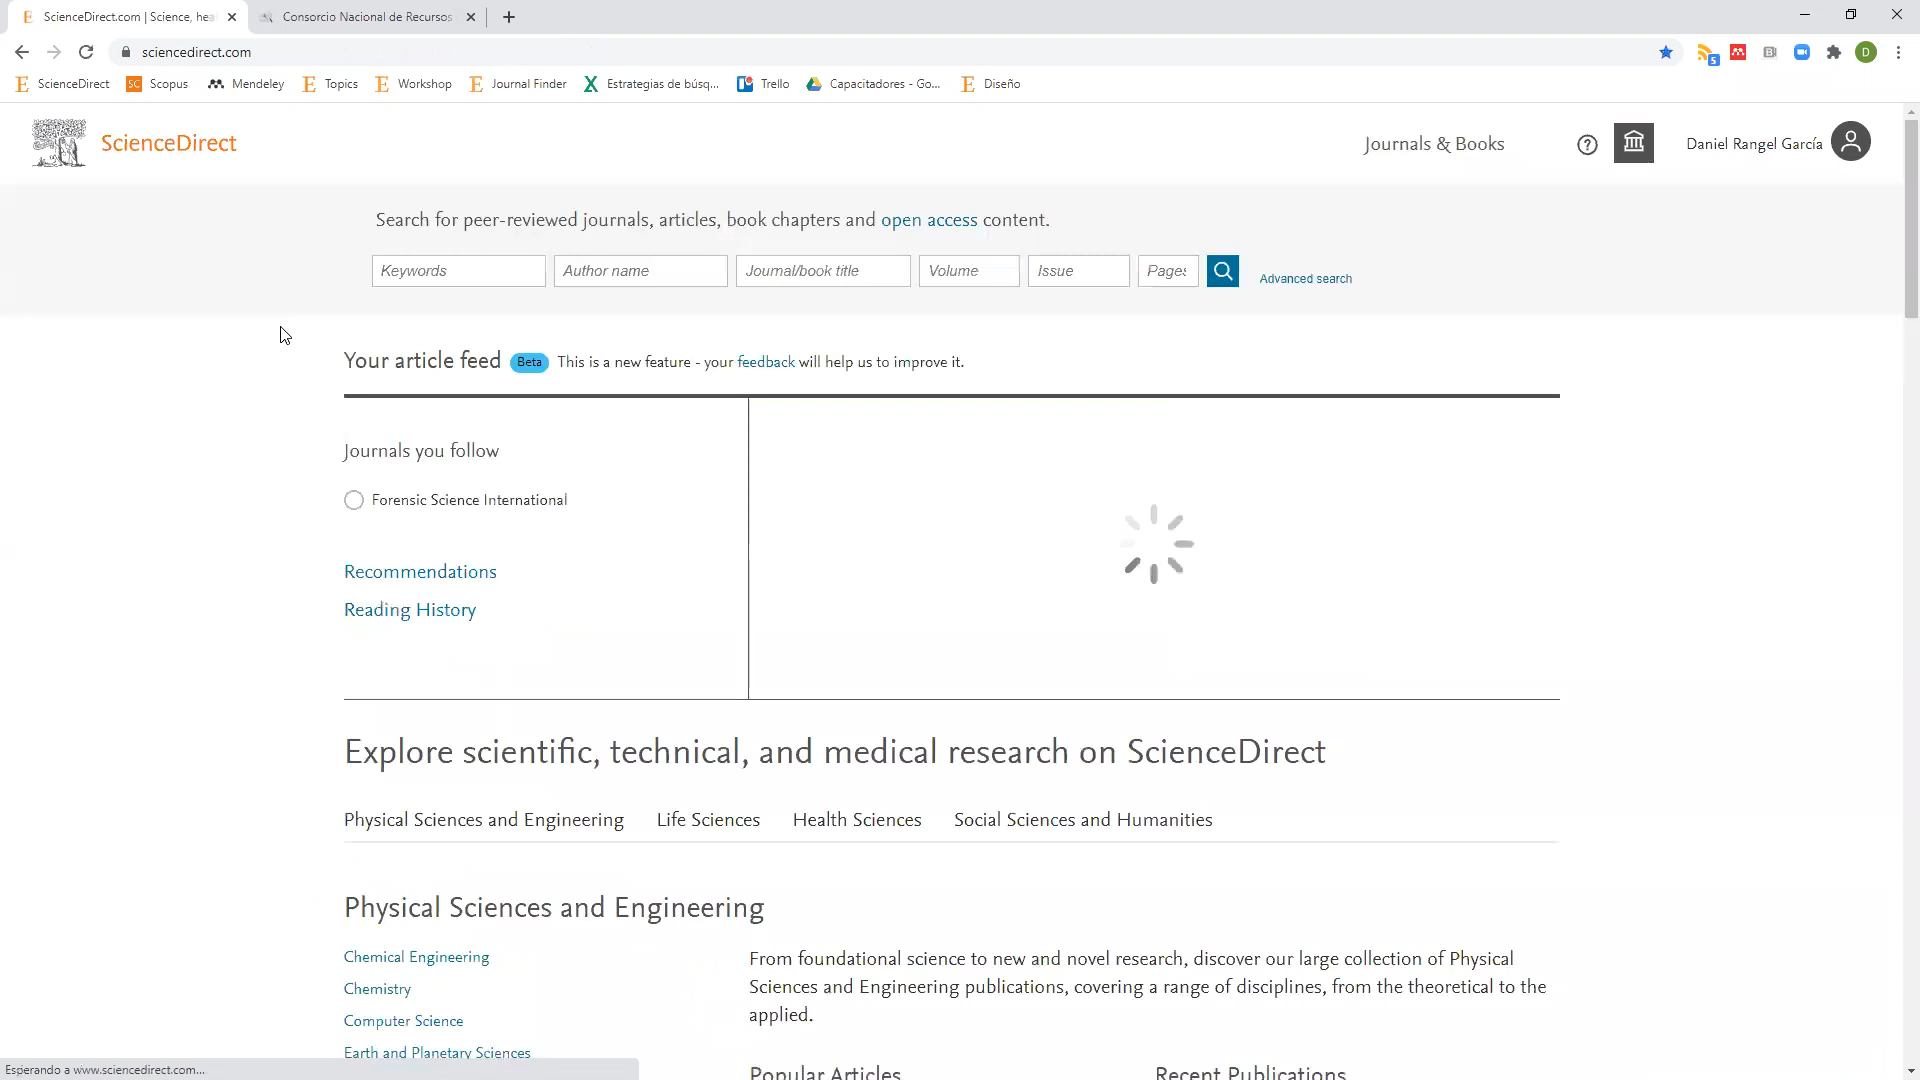 ScienceDirect.com | Science, hea
Consorcio Nacional de Recursos
sciencedirect.com
5
D
ScienceDirect
SC Scopus
Mendeley
Topics
Workshop
Journal Finder
Estrategias de búsq...
Trello
Capacitadores - Go...
Diseño
ScienceDirect
Journals & Books
?
Daniel Rangel García
Search for peer-reviewed journals, articles, book chapters and open access content.
Keywords
Author name
Journal/book title
Volume
Issue
Pages
Advanced search
Your article feed Beta This is a new feature - your feedback will help us to improve it.
Journals you follow
Forensic Science International
Recommendations
Reading History
Explore scientific, technical, and medical research on ScienceDirect
Physical Sciences and Engineering
Life Sciences
Health Sciences
Social Sciences and Humanities
Physical Sciences and Engineering
Chemical Engineering
Chemistry
Computer Science
Earth and Planetary Sciences
From foundational science to new and novel research, discover our large collection of Physical
Sciences and Engineering publications, covering a range of disciplines, from the theoretical to the
applied.
Popular Articles
Recent Publications
Esperando a www.sciencedirect.com...